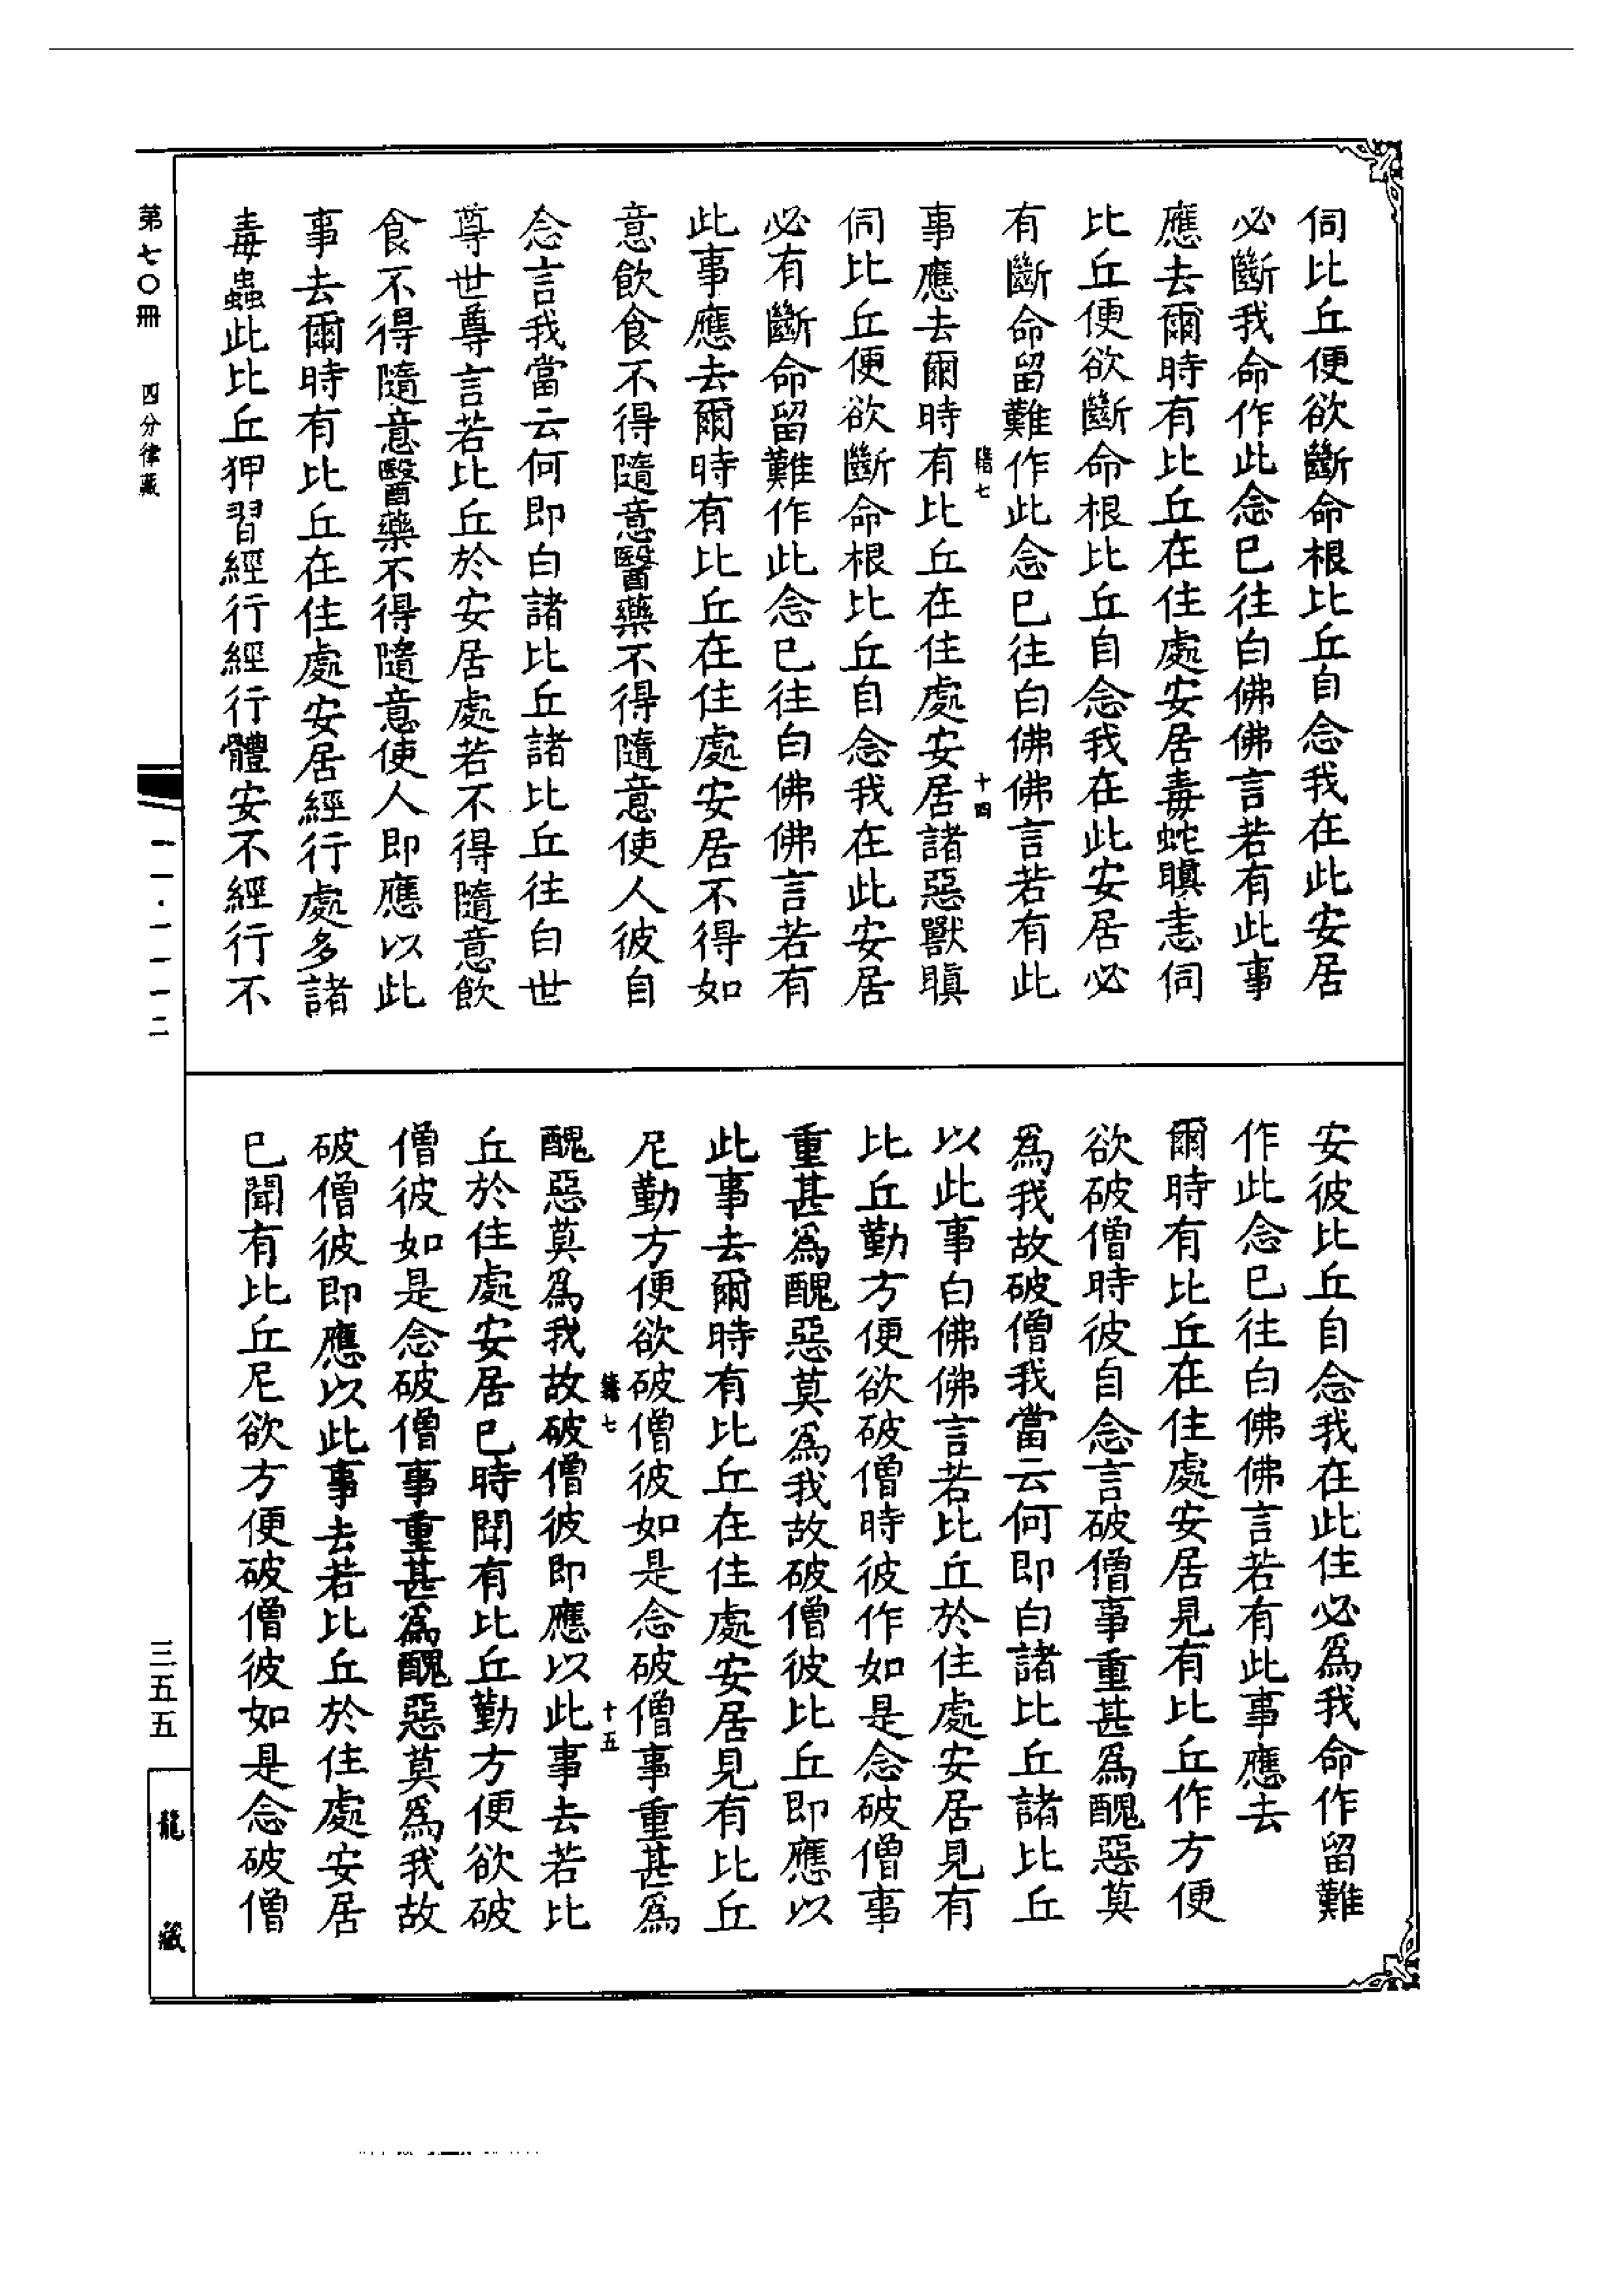 伺比丘便欲斷命根比丘自念我在此安居
必斷我命作此念已往白佛佛言若有此事
應去爾時有比丘在住處安居毒蛇瞋恚伺
比丘便欲斷命根比丘自念我在此安居必
有斷命留難作此念已往白佛佛言若有此
籍七 十四
事應去爾時有比丘在住處安居諸惡獸瞋
伺比丘便欲斷命根比丘自念我在此安居
必有斷命留難作此念已往白佛佛言若有
此事應去爾時有比丘在住處安居不得如
意飲食不得隨意醫藥不得隨意使人彼自
念言我當云何即白諸比丘諸比丘往白世
尊世尊言若比丘於安居處若不得隨意飲
食不得隨意醫藥不得隨意使人即應以此
事去爾時有比丘在住處安居經行處多諸
毒蟲此比丘狎習經行經行體安不經行不
安彼比丘自念我在此住必為我命作留難
作此念已往白佛佛言若有此事應去
爾時有比丘在住處安居見有比丘作方便
欲破僧時彼自念言破僧事重甚為醜惡莫
為我故破僧我當云何即白諸比丘諸比丘
以此事白佛佛言若比丘於住處安居見有
比丘勤方便欲破僧時彼作如是念破僧事
重甚為醜惡莫為我故破僧彼比丘即應以
此事去爾時有比丘在住處安居見有比丘
尼勤方便欲破僧彼如是念破僧事重甚為
籍七 十五
醜惡莫為我故破僧彼即應以此事去若比
丘於住處安居已時聞有比丘勤方便欲破
僧彼如是念破僧事重甚為醜惡莫為我故
破僧彼即應以此事去若比丘於住處安居
已聞有比丘尼欲方便破僧彼如是念破僧
第七〇冊 四分律藏
一一·一一一二
三五五
龍藏